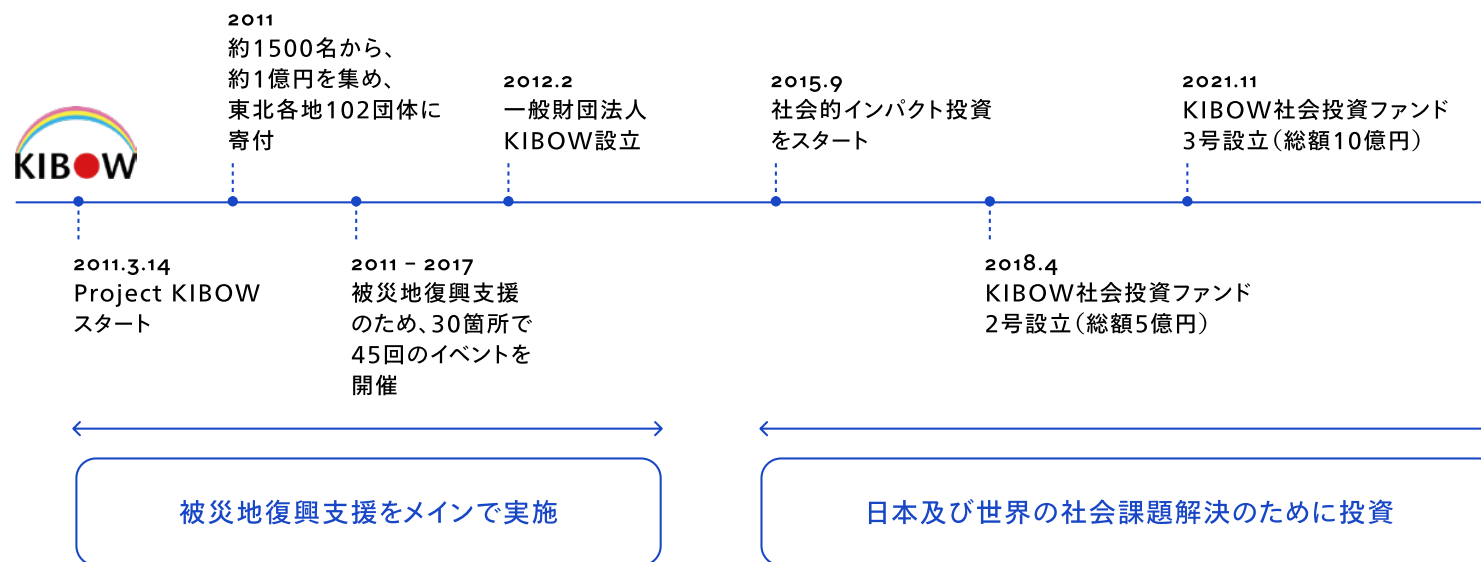 KIBOW
2011
約1500名から、
約1億円を集め、
東北各地102団体に
寄付
2012.2
一般財団法人
KIBOW設立
2015.9
社会的インパクト投資
をスタート
2021.11
KIBOW社会投資ファンド
3号設立（総額10億円）
2011.3.14
Project KIBOW
スタート
2011 – 2017
被災地復興支援
のため、30箇所で
45回のイベントを
開催
2018.4
KIBOW社会投資ファンド
2号設立（総額5億円）
被災地復興支援をメインで実施
日本及び世界の社会課題解決のために投資